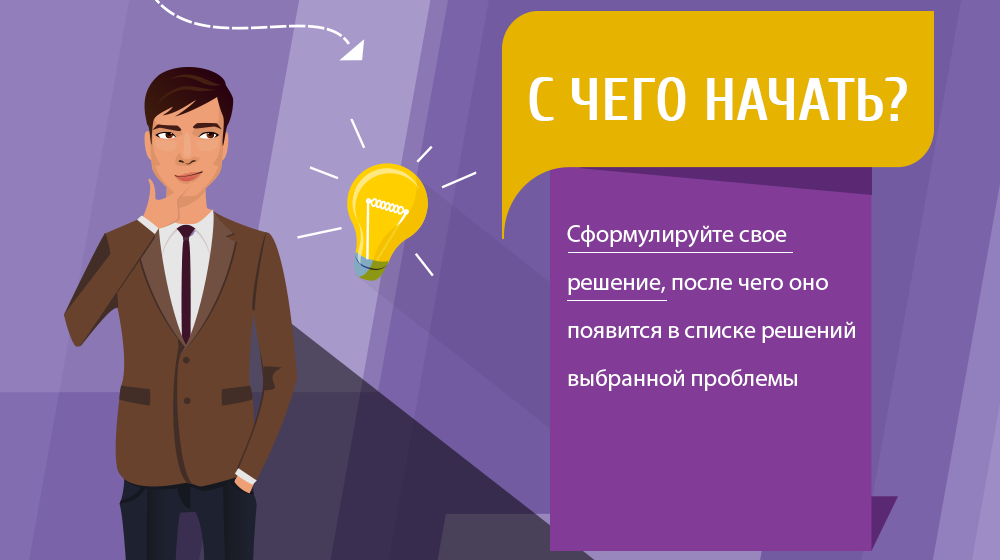 С ЧЕГО НАЧАТЬ?
Сформулируйте свое
решение, после чего оно
появится в списке решений
выбранной проблемы